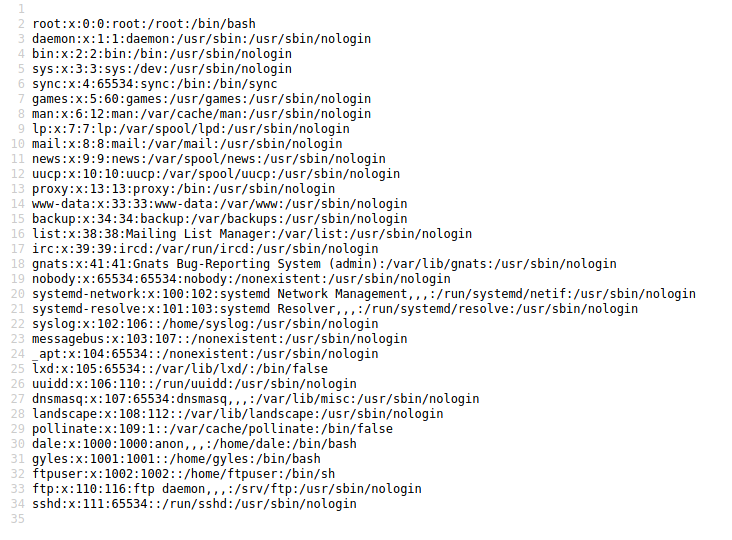 1
2 root:x:0:0:root:/root:/bin/bash
3 daemon:x:1:1:daemon:/usr/sbin:/usr/sbin/nologin
4 bin:x:2:2:bin:/bin:/usr/sbin/nologin
5 sys:x:3:3:sys:/dev:/usr/sbin/nologin
6 sync:x:4:65534:sync:/bin:/bin/sync
7 games:x:5:60:games:/usr/games:/usr/sbin/nologin
8 man:x:6:12:man:/var/cache/man:/usr/sbin/nologin
9 lp:x:7:7:lp:/var/spool/lpd:/usr/sbin/nologin
10 mail:x:8:8:mail:/var/mail:/usr/sbin/nologin
11 news:x:9:9:news:/var/spool/news:/usr/sbin/nologin
12 uucp:x:10:10:uucp:/var/spool/uucp:/usr/sbin/nologin
13 proxy:x:13:13:proxy:/bin:/usr/sbin/nologin
14 www-data:x:33:33:www-data:/var/www:/usr/sbin/nologin
15 backup:x:34:34:backup:/var/backups:/usr/sbin/nologin
16 list:x:38:38:Mailing List Manager:/var/list:/usr/sbin/nologin
17 irc:x:39:39:ircd:/var/run/ircd:/usr/sbin/nologin
18 gnats:x:41:41:Gnats Bug-Reporting System (admin):/var/lib/gnats:/usr/sbin/nologin
19 nobody:x:65534:65534:nobody:/nonexistent:/usr/sbin/nologin
20 systemd-network:x:100:102:systemd Network Management,,,:/run/systemd/netif:/usr/sbin/nologin
21 systemd-resolve:x:101:103:systemd Resolver,,,:/run/systemd/resolve:/usr/sbin/nologin
22 syslog:x:102:106::/home/syslog:/usr/sbin/nologin
23 messagebus:x:103:107::/nonexistent:/usr/sbin/nologin
24 _apt:x:104:65534::/nonexistent:/usr/sbin/nologin
25 lxd:x:105:65534::/var/lib/lxd/:/bin/false
26 uuidd:x:106:110::/run/uuidd:/usr/sbin/nologin
27 dnsmasq:x:107:65534:dnsmasq,,,:/var/lib/misc:/usr/sbin/nologin
28 landscape:x:108:112::/var/lib/landscape:/usr/sbin/nologin
29 pollinate:x:109:1::/var/cache/pollinate:/bin/false
30 dale:x:1000:1000:anon,,,:/home/dale:/bin/bash
31 gyles:x:1001:1001::/home/gyles:/bin/bash
32 ftpuser:x:1002:1002::/home/ftpuser:/bin/sh
33 ftp:x:110:116:ftp daemon,,,:/srv/ftp:/usr/sbin/nologin
34 sshd:x:111:65534::/run/sshd:/usr/sbin/nologin
35